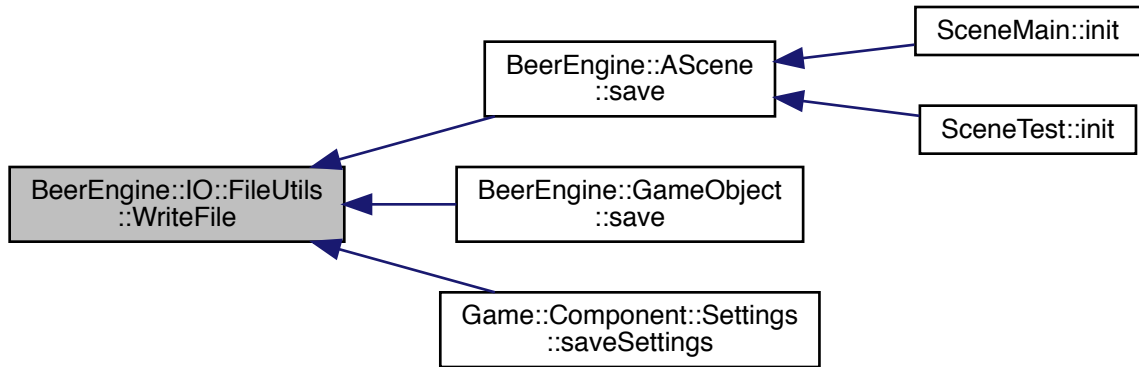 BeerEngine::IO::FileUtils
::WriteFile
BeerEngine::AScene
::save
SceneMain::init
SceneTest::init
BeerEngine::GameObject
::save
Game::Component::Settings
::saveSettings